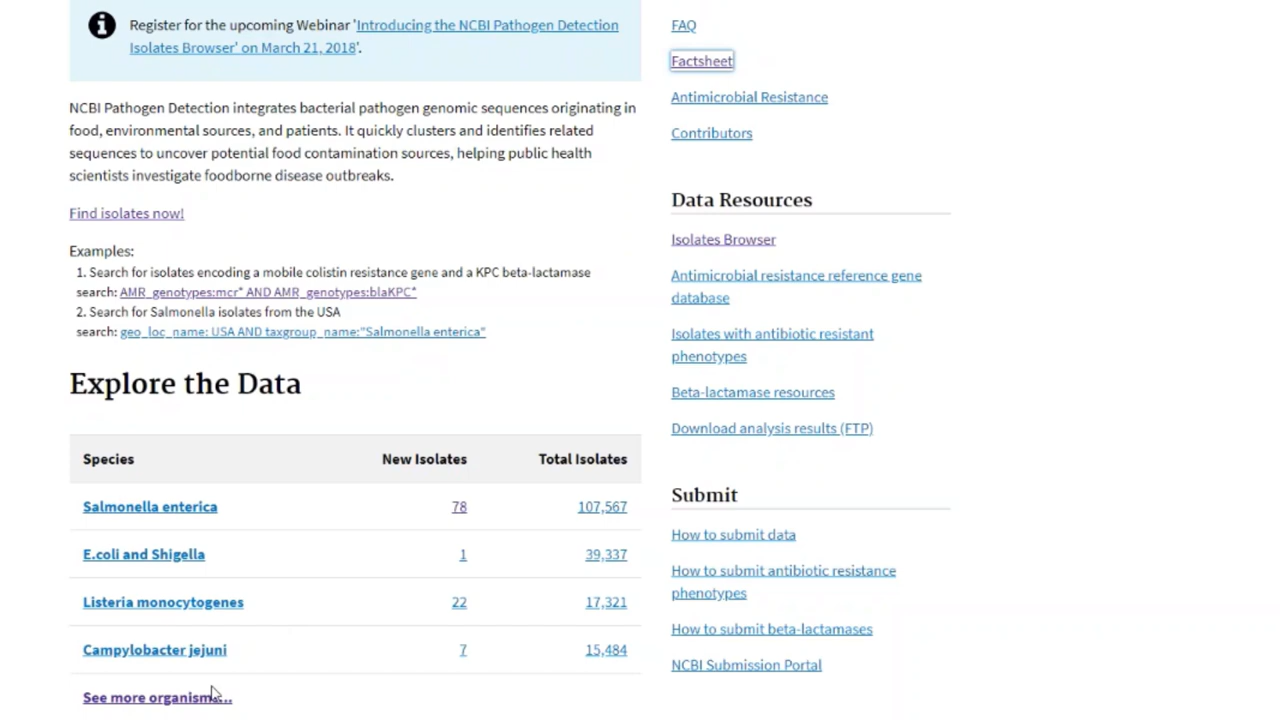 Register for the upcoming Webinar 'Introducing the NCBI Pathogen Detection
Isolates Browser' on March 21, 2018'.
NCBI Pathogen Detection integrates bacterial pathogen genomic sequences originating in
food, environmental sources, and patients. It quickly clusters and identifies related
sequences to uncover potential food contamination sources, helping public health
scientists investigate foodborne disease outbreaks.
Find isolates now!
Examples:
1. Search for isolates encoding a mobile colistin resistance gene and a KPC beta-lactamase
search: AMR_genotypes:mcr* AND AMR_genotypes:blaKPC*
2. Search for Salmonella isolates from the USA
search: geo_loc_name: USA AND taxgroup_name:"Salmonella enterica"
Explore the Data
Species New Isolates Total Isolates
Salmonella enterica 78 107,567
E.coli and Shigella 1 39,337
Listeria monocytogenes 22 17,321
Campylobacter jejuni 7 15,484
See more organisms...
FAQ
Factsheet
Antimicrobial Resistance
Contributors
Data Resources
Isolates Browser
Antimicrobial resistance reference gene
database
Isolates with antibiotic resistant
phenotypes
Beta-lactamase resources
Download analysis results (FTP)
Submit
How to submit data
How to submit antibiotic resistance
phenotypes
How to submit beta-lactamases
NCBI Submission Portal